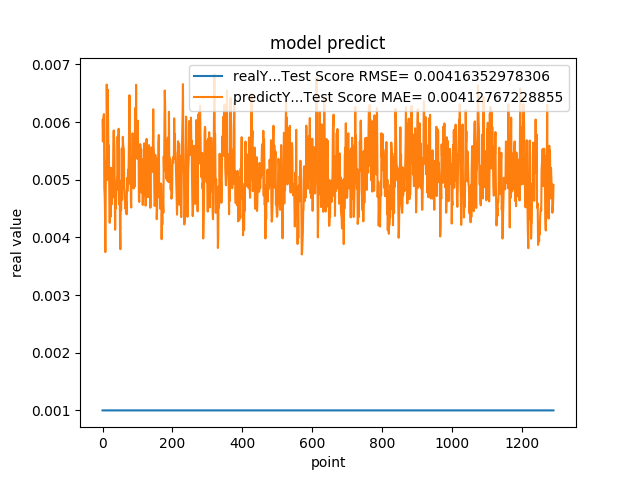 model predict
realY...Test Score RMSE= 0.00416352978306
predictY...Test Score MAE= 0.00412767228855
0.007
0.006
0.005
0.004
0.003
0.002
0.001
real value
0 200 400 600 800 1000 1200
point